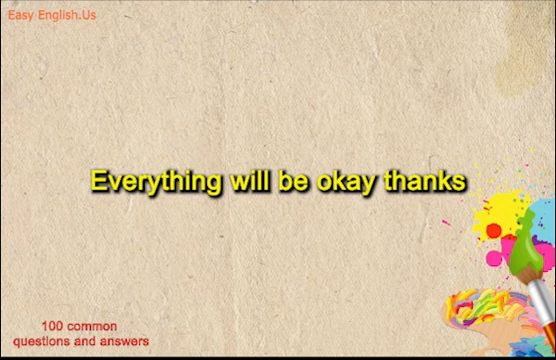 Easy English.Us
Everything will be okay thanks
100 common
questions and answers